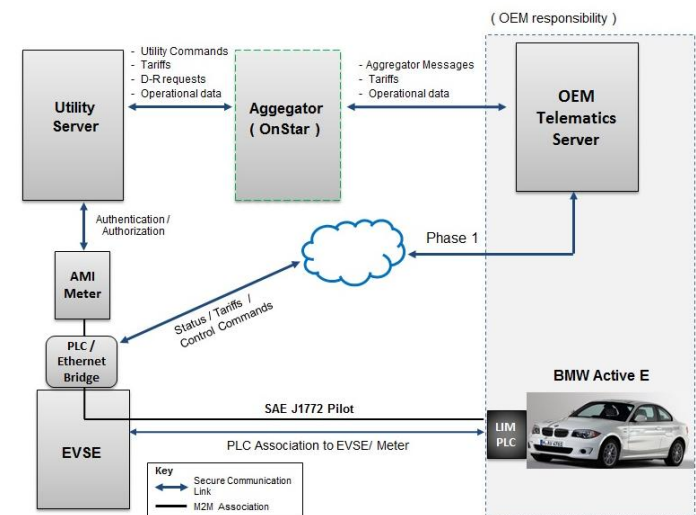 ( OEM responsibility )
- Utility Commands
- Tariffs
- D-R requests
- Operational data
- Aggregator Messages
- Tariffs
- Operational data
Utility
Server
Aggegator
( OnStar )
OEM
Telematics
Server
Authentication /
Authorization
Phase 1
AMI
Meter
Status / Tariffs /
Control Commands
PLC /
Ethernet
Bridge
BMW Active E
SAE J1772 Pilot
LIM
PLC
EVSE
PLC Association to EVSE/ Meter
Key
Secure Communication
Link
M2M Association